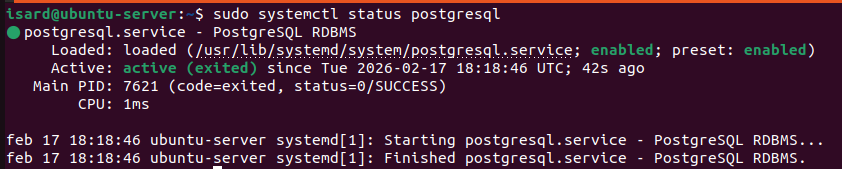 isard@ubuntu-server:~$ sudo systemctl status postgresql
● postgresql.service - PostgreSQL RDBMS
     Loaded: loaded (/usr/lib/systemd/system/postgresql.service; enabled; preset: enabled)
     Active: active (exited) since Tue 2026-02-17 18:18:46 UTC; 42s ago
   Main PID: 7621 (code=exited, status=0/SUCCESS)
        CPU: 1ms

feb 17 18:18:46 ubuntu-server systemd[1]: Starting postgresql.service - PostgreSQL RDBMS...
feb 17 18:18:46 ubuntu-server systemd[1]: Finished postgresql.service - PostgreSQL RDBMS.